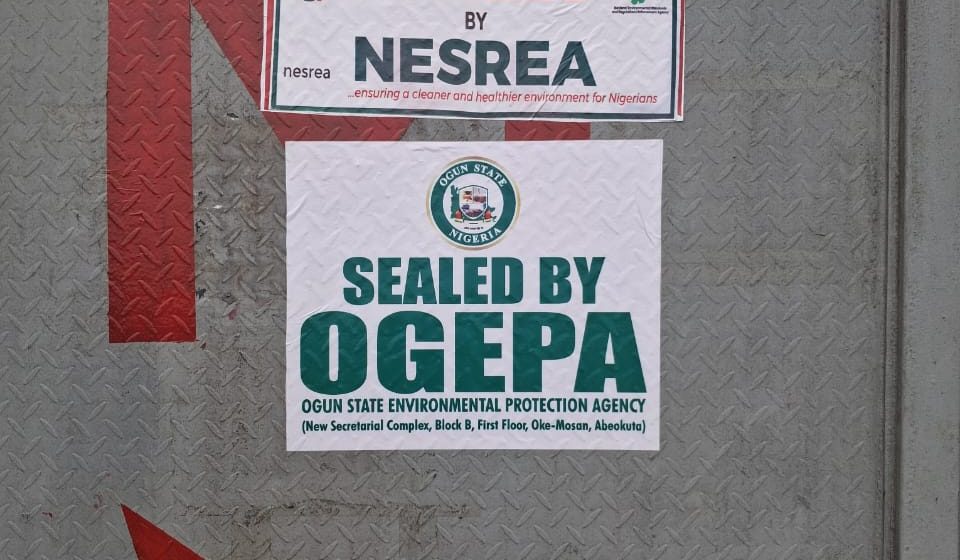 BY
NESREA
nesrea
...ensuring a cleaner and healthier environment for Nigerians
OGUN STATE
NIGERIA
SEALED BY
OGEPA
OGUN STATE ENVIRONMENTAL PROTECTION AGENCY
(New Secretarial Complex, Block B, First Floor, Oke-Mosan, Abeokuta)